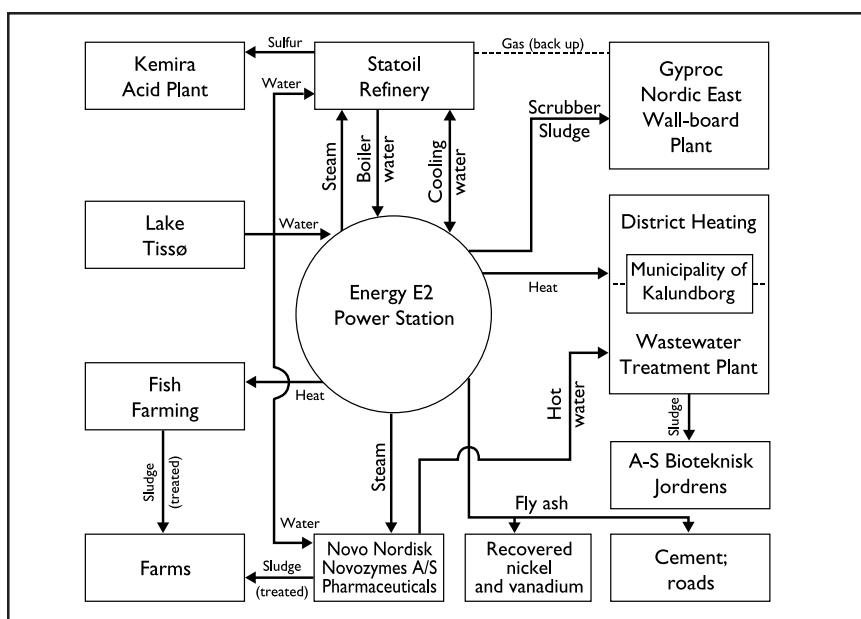 Kemira
Acid Plant
Sulfur
Statoil
Refinery
Gas (back up)
Gyproc
Nordic East
Wall-board
Plant
Water
Scrubber
Sludge
Steam
Boiler
water
Cooling
water
Lake
Tissø
Water
District Heating
Municipality of
Kalundborg
Heat
Energy E2
Power Station
Wastewater
Treatment Plant
Fish
Farming
Heat
Hot
water
Sludge
A-S Bioteknisk
Jordrens
Sludge
(treated)
Steam
Fly ash
Water
Farms
Sludge
(treated)
Novo Nordisk
Novozymes A/S
Pharmaceuticals
Recovered
nickel
and vanadium
Cement;
roads